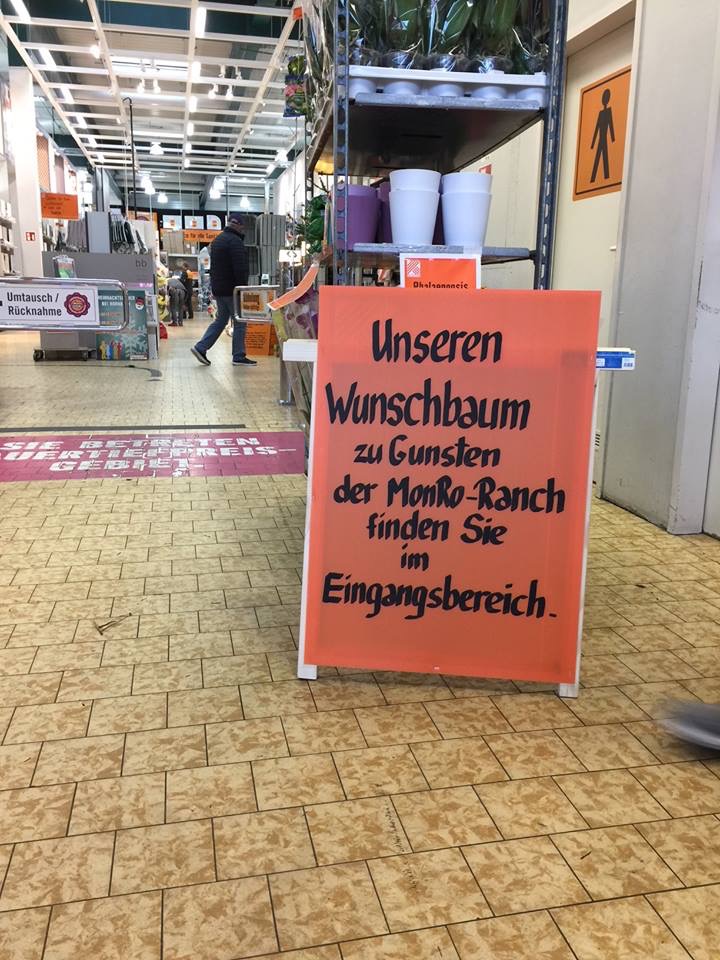 Umtausch /
Rücknahme
SIE BETRETEN
GEBIET.
Phalaenopsis
Unseren
Wunschbaum
zu Gunsten
der MonRo-Ranch
finden Sie
im
Eingangsbereich.